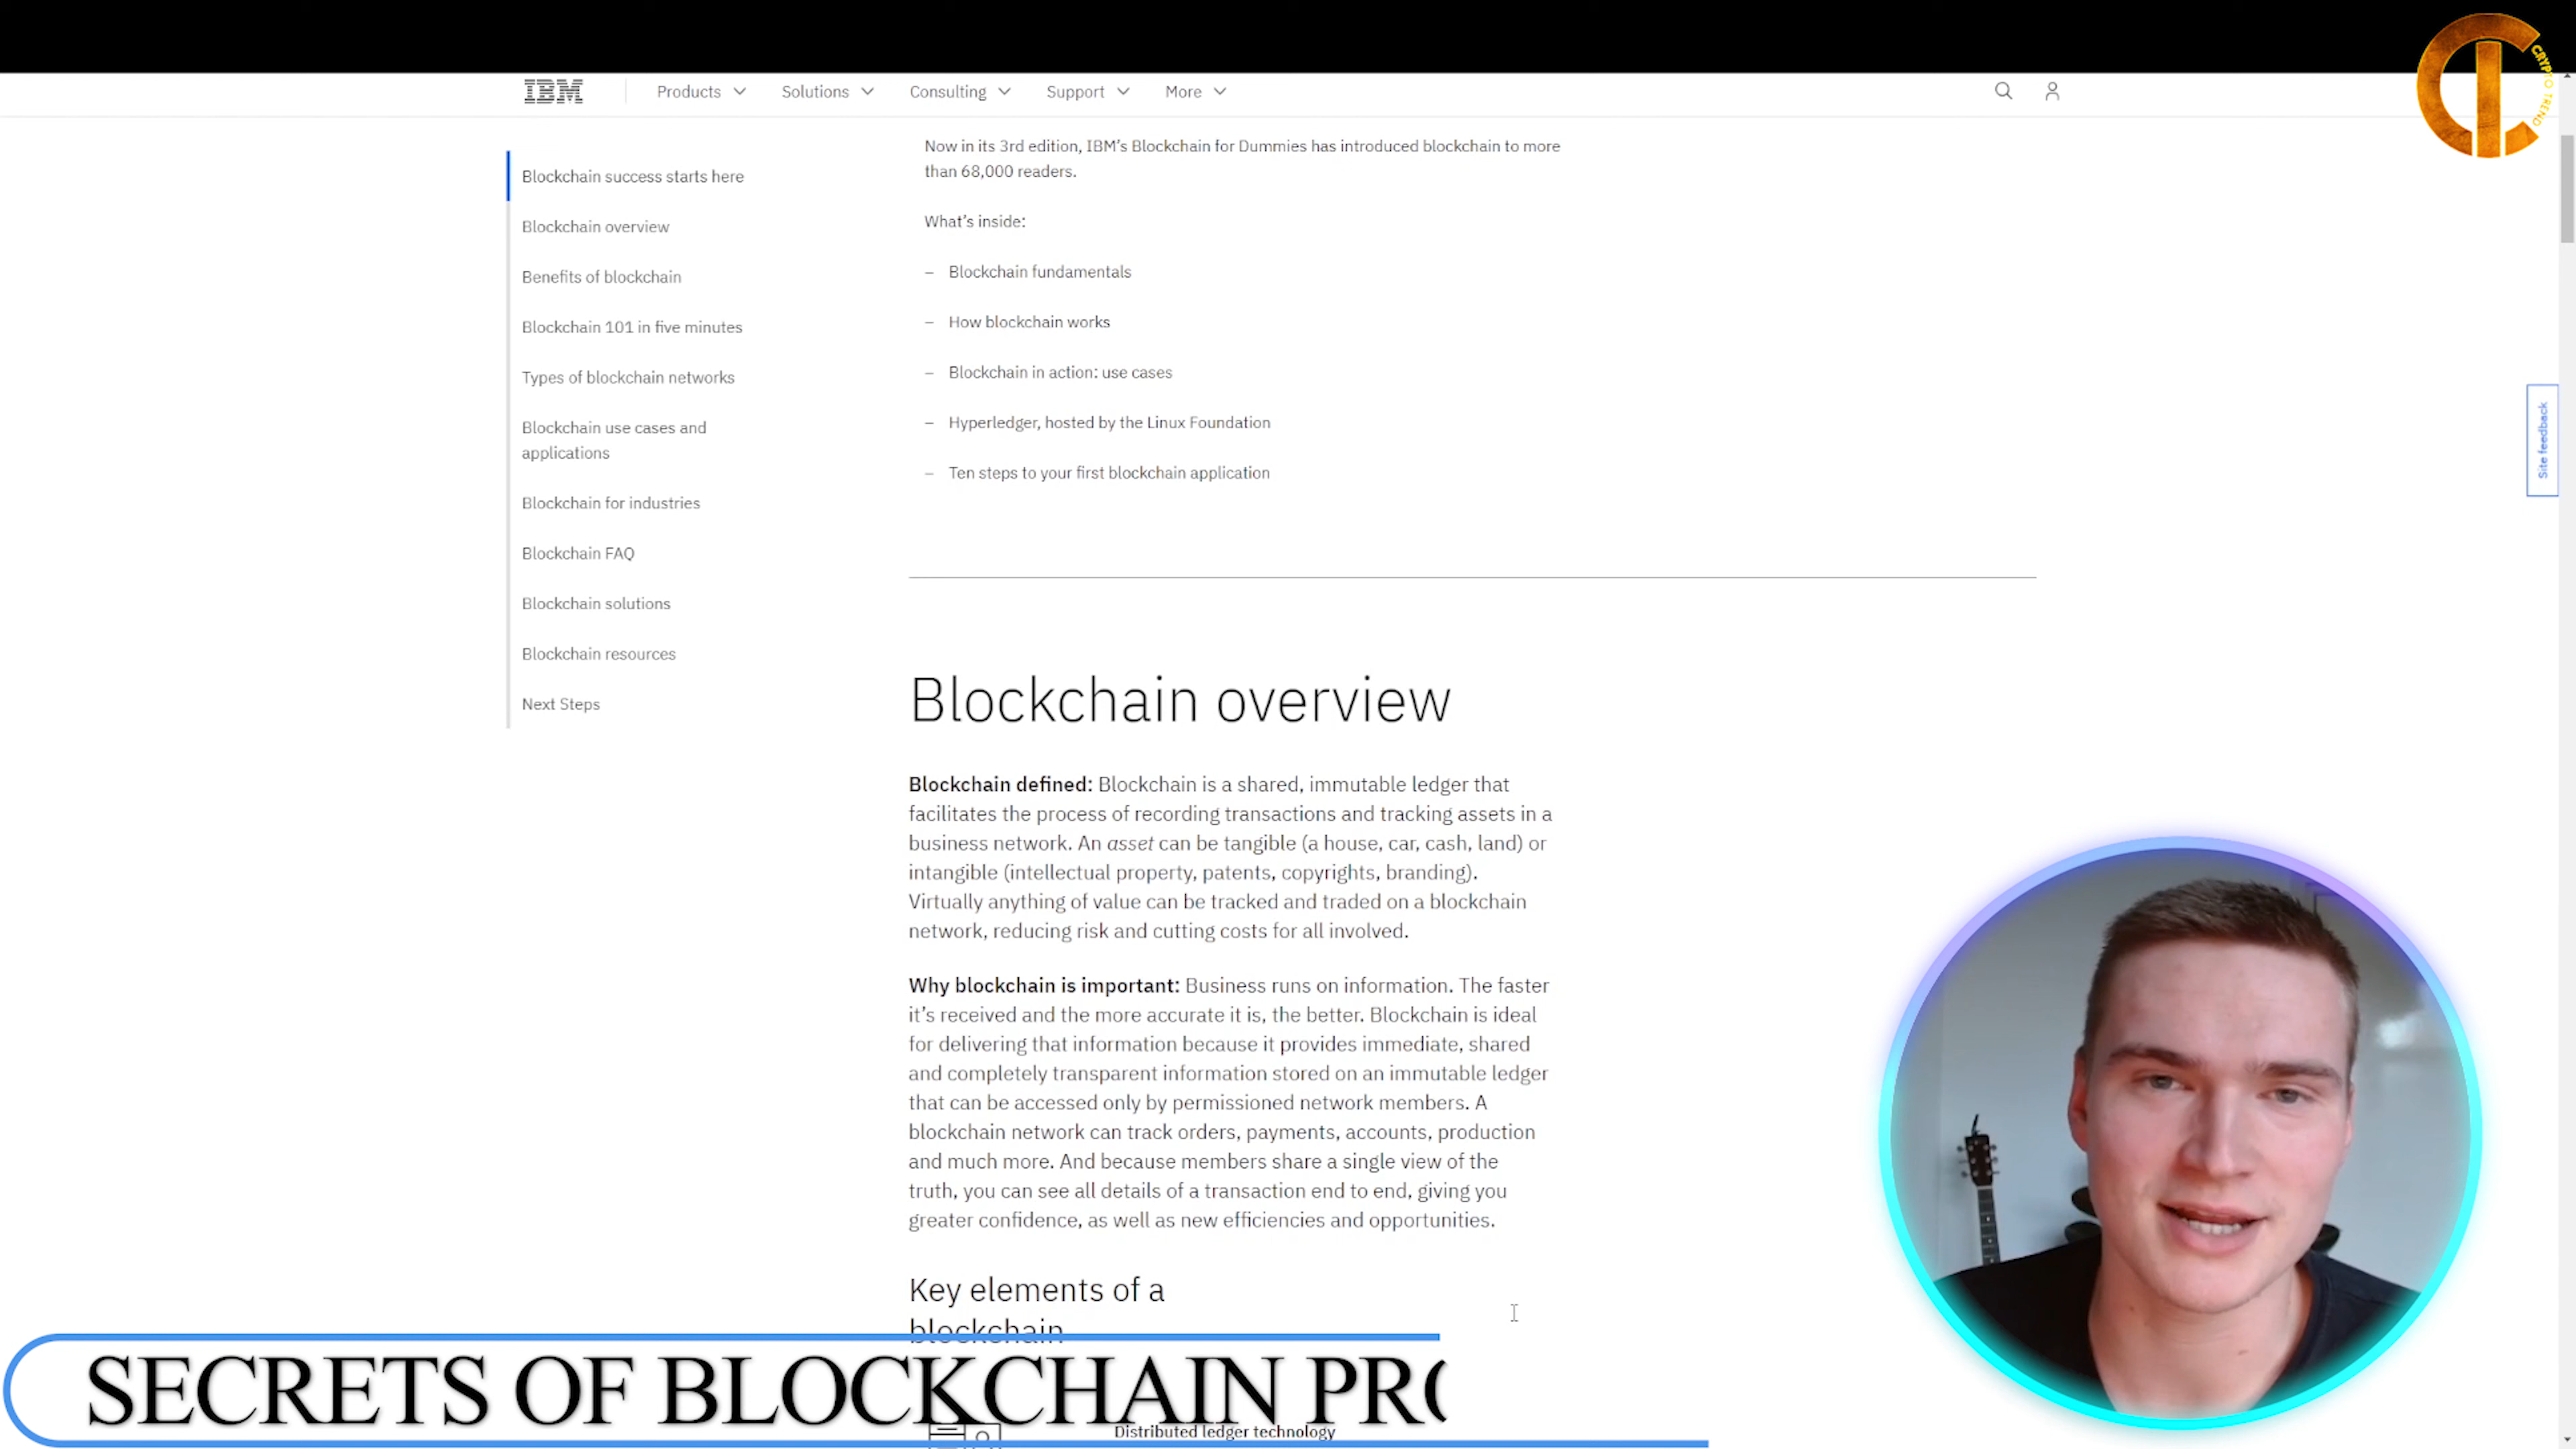 IBM
Products
Solutions
Consulting
Support
More
CRYPTO TREND
Now in its 3rd edition, IBM's Blockchain for Dummies has introduced blockchain to more
than 68,000 readers.
What's inside:
– Blockchain fundamentals
– How blockchain works
– Blockchain in action: use cases
– Hyperledger, hosted by the Linux Foundation
– Ten steps to your first blockchain application
Blockchain success starts here
Blockchain overview
Benefits of blockchain
Blockchain 101 in five minutes
Types of blockchain networks
Blockchain use cases and
applications
Blockchain for industries
Blockchain FAQ
Blockchain solutions
Blockchain resources
Next Steps
Site feedback
Blockchain overview
Blockchain defined: Blockchain is a shared, immutable ledger that
facilitates the process of recording transactions and tracking assets in a
business network. An asset can be tangible (a house, car, cash, land) or
intangible (intellectual property, patents, copyrights, branding).
Virtually anything of value can be tracked and traded on a blockchain
network, reducing risk and cutting costs for all involved.
Why blockchain is important: Business runs on information. The faster
it's received and the more accurate it is, the better. Blockchain is ideal
for delivering that information because it provides immediate, shared
and completely transparent information stored on an immutable ledger
that can be accessed only by permissioned network members. A
blockchain network can track orders, payments, accounts, production
and much more. And because members share a single view of the
truth, you can see all details of a transaction end to end, giving you
greater confidence, as well as new efficiencies and opportunities.
Key elements of a
blockchain
SECRETS OF BLOCKCHAIN PRO
Distributed ledger technology